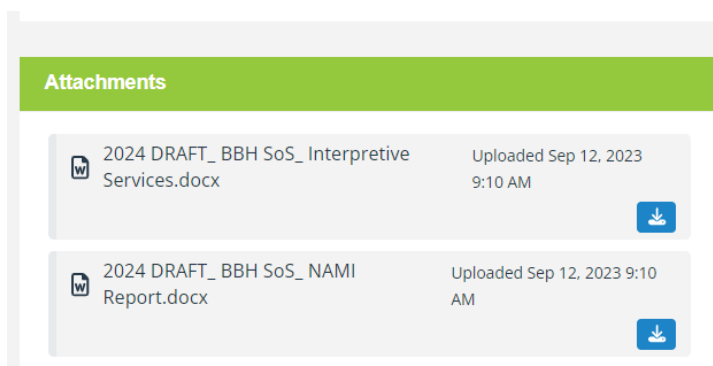 Attachments
2024 DRAFT_ BBH SoS_ Interpretive
Services.docx
Uploaded Sep 12, 2023
9:10 AM
2024 DRAFT_ BBH SoS_ NAMI
Report.docx
Uploaded Sep 12, 2023 9:10
AM